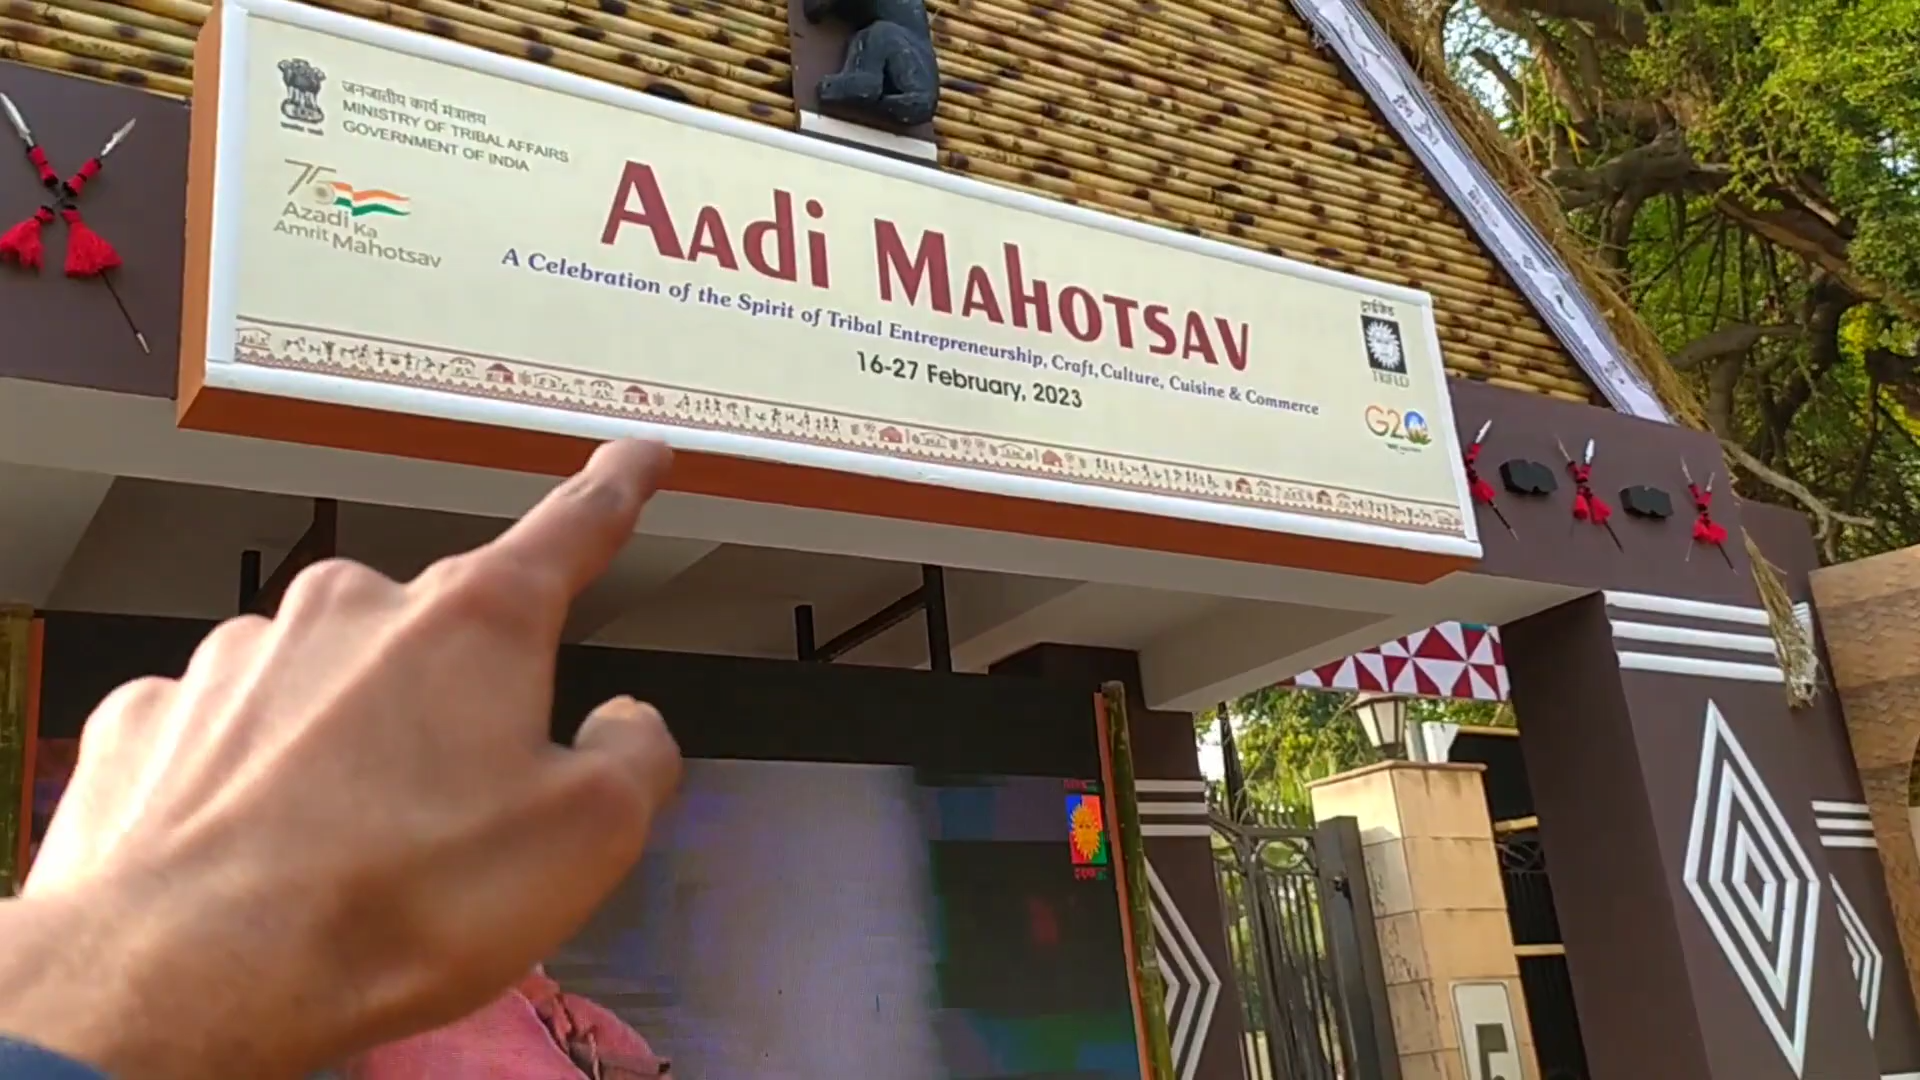 जनजातीय कार्य मंत्रालय
MINISTRY OF TRIBAL AFFAIRS
GOVERNMENT OF INDIA
75
Azadi Ka
Amrit Mahotsav
AAdi MAHOTSAV
A Celebration of the Spirit of Tribal Entrepreneurship, Craft, Culture, Cuisine & Commerce
16-27 February, 2023
ट्राईफेड
TRIFED
G20